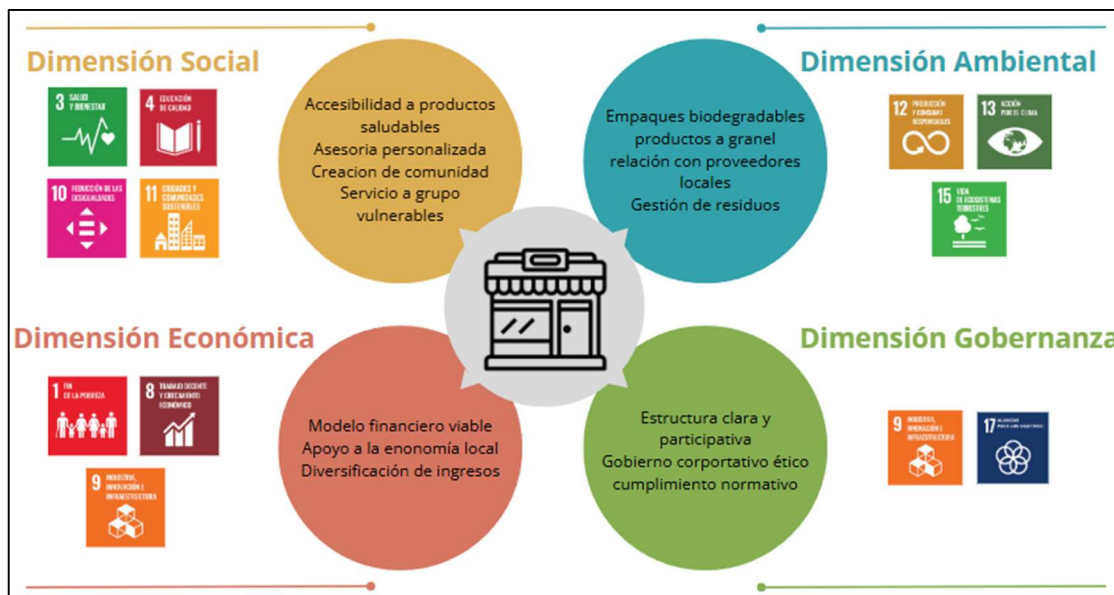 Dimensión Social
3 SALUD
Y BIENESTAR
4 EDUCACIÓN
DE CALIDAD
10 REDUCCIÓN DE LAS
DESIGUALDADES
11 CIUDADES Y
COMUNIDADES
SOSTENIBLES
Accesibilidad a productos
saludables
Asesoria personalizada
Creacion de comunidad
Servicio a grupo
vulnerables
Empaques biodegradables
productos a granel
relación con proveedores
locales
Gestión de residuos
Dimensión Ambiental
12 PRODUCCIÓN
Y CONSUMO
RESPONSABLES
13 ACCIÓN
POR EL CLIMA
15 VIDA
DE ECOSISTEMAS
TERRESTRES
Dimensión Económica
1 FIN
DE LA POBREZA
8 TRABAJO DECENTE
Y CRECIMIENTO
ECONÓMICO
9 INDUSTRIA,
INNOVACIÓN E
INFRAESTRUCTURA
Modelo financiero viable
Apoyo a la enonomía local
Diversificación de ingresos
Estructura clara y
participativa
Gobierno corportativo ético
cumplimiento normativo
Dimensión Gobernanza
9 INDUSTRIA,
INNOVACIÓN E
INFRAESTRUCTURA
17 ALIANZAS
PARA LOS OBJETIVOS